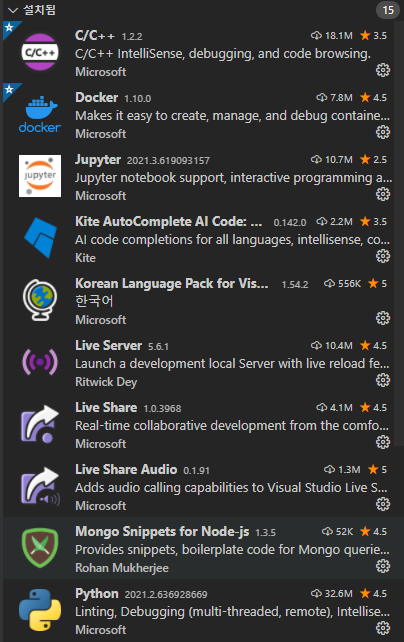 설치됨 15
C/C++ 1.2.2 18.1M 3.5
C/C++ IntelliSense, debugging, and code browsing.
Microsoft
Docker 1.10.0 7.8M 4.5
Makes it easy to create, manage, and debug containe...
Microsoft
Jupyter 2021.3.619093157 10.7M 2.5
Jupyter notebook support, interactive programming a...
Microsoft
Kite AutoComplete AI Code: ... 0.142.0 2.2M 3.5
AI code completions for all languages, intellisense, co...
Kite
Korean Language Pack for Vis... 1.54.2 556K 5
한국어
Microsoft
Live Server 5.6.1 10.4M 4.5
Launch a development local Server with live reload fe...
Ritwick Dey
Live Share 1.0.3968 4.1M 4.5
Real-time collaborative development from the comfo...
Microsoft
Live Share Audio 0.1.91 1.3M 5
Adds audio calling capabilities to Visual Studio Live S...
Microsoft
Mongo Snippets for Node-js 1.3.5 52K 4.5
Provides snippets, boilerplate code for Mongo querie...
Rohan Mukherjee
Python 2021.2.636928669 32.6M 4.5
Linting, Debugging (multi-threaded, remote), Intellise...
Microsoft
C/C++
docker
jupyter